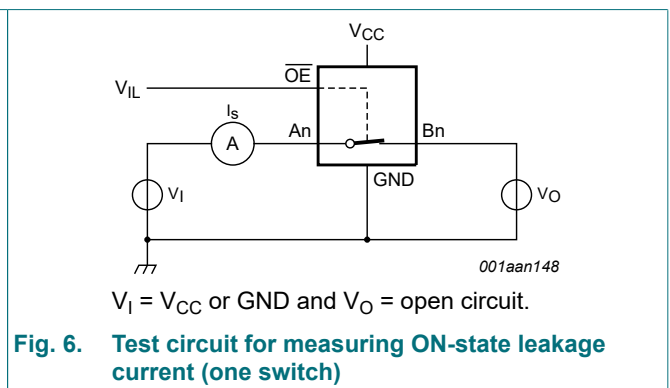 VCC
OE
VIL
Is
A
An
Bn
GND
VI
VO
001aan148
VI = VCC or GND and VO = open circuit.
Fig. 6. Test circuit for measuring ON-state leakage
current (one switch)